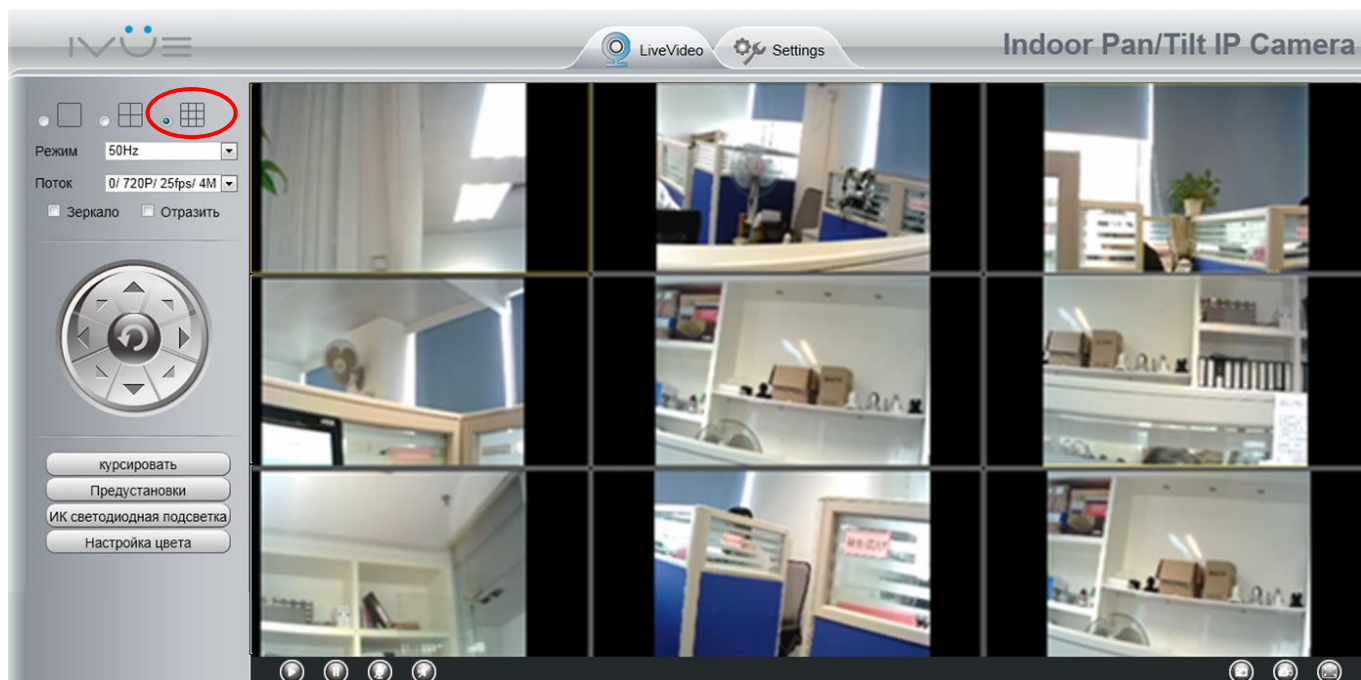 IVUE
LiveVideo
Settings
Indoor Pan/Tilt IP Camera
Режим 50Hz
Поток 0/ 720P/ 25fps/ 4M
Зеркало Отразить
курсировать
Предустановки
ИК светодиодная подсветка
Настройка цвета